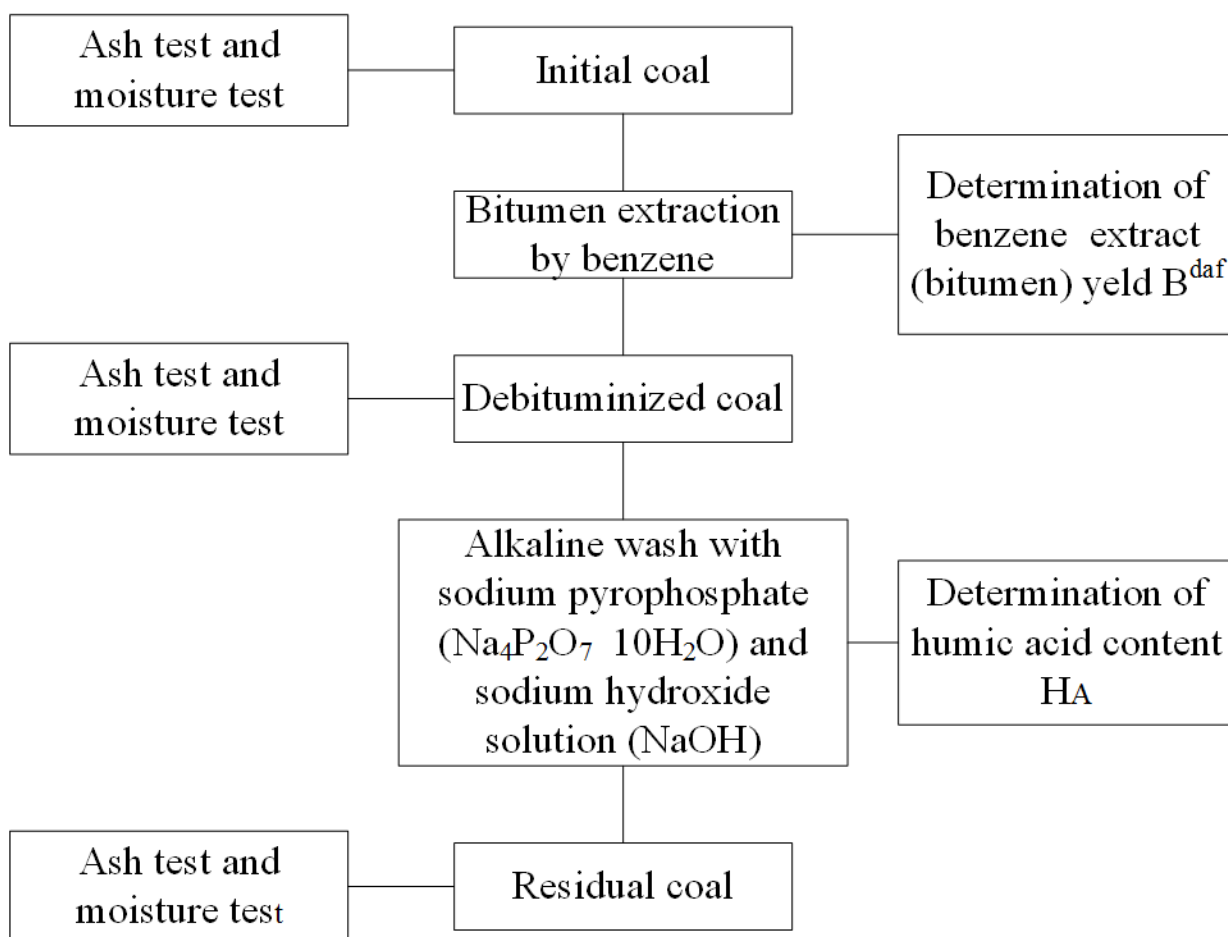 Ash test and
moisture test
Initial coal
Bitumen extraction
by benzene
Determination of
benzene extract
(bitumen) yeld B^daf
Ash test and
moisture test
Debituminized coal
Alkaline wash with
sodium pyrophosphate
(Na₄P₂O₇ 10H₂O) and
sodium hydroxide
solution (NaOH)
Determination of
humic acid content
HA
Ash test and
moisture test
Residual coal